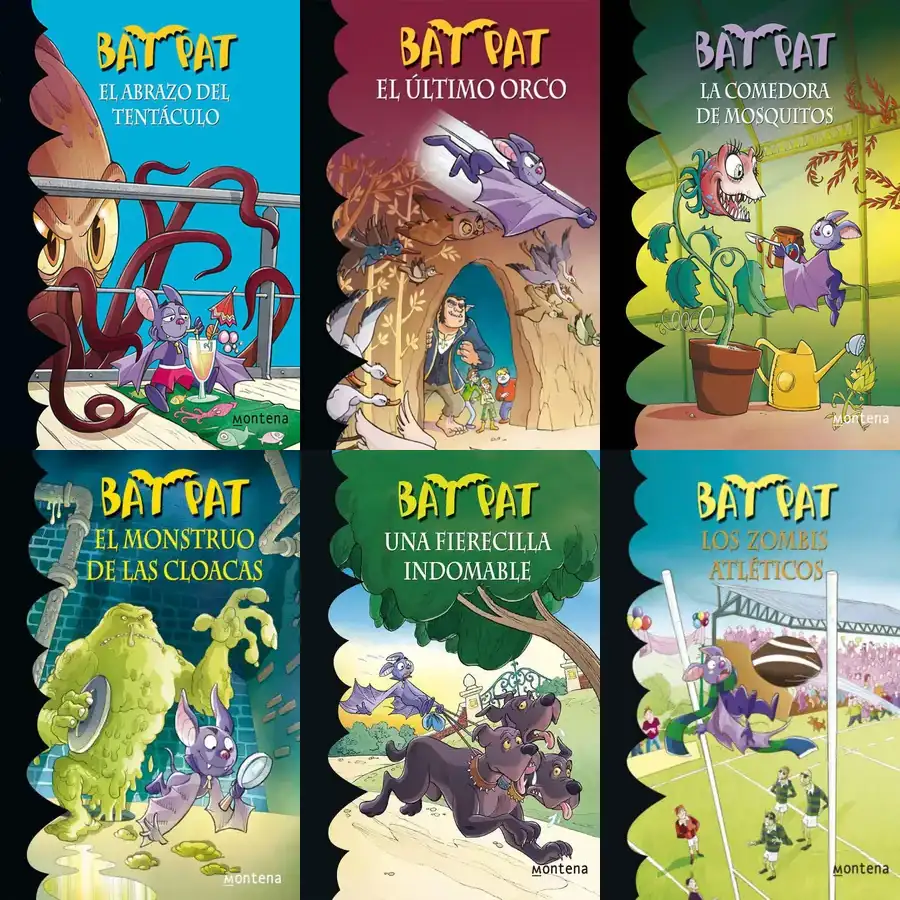 BAT PAT
EL ABRAZO DEL
TENTÁCULO
montena
BAT PAT
EL ÚLTIMO ORCO
BAT PAT
LA COMEDORA
DE MOSQUITOS
montena
BAT PAT
EL MONSTRUO
DE LAS CLOACAS
montena
BAT PAT
UNA FIERECILLA
INDOMABLE
montena
BAT PAT
LOS ZOMBIS
ATLÉTICOS
montena